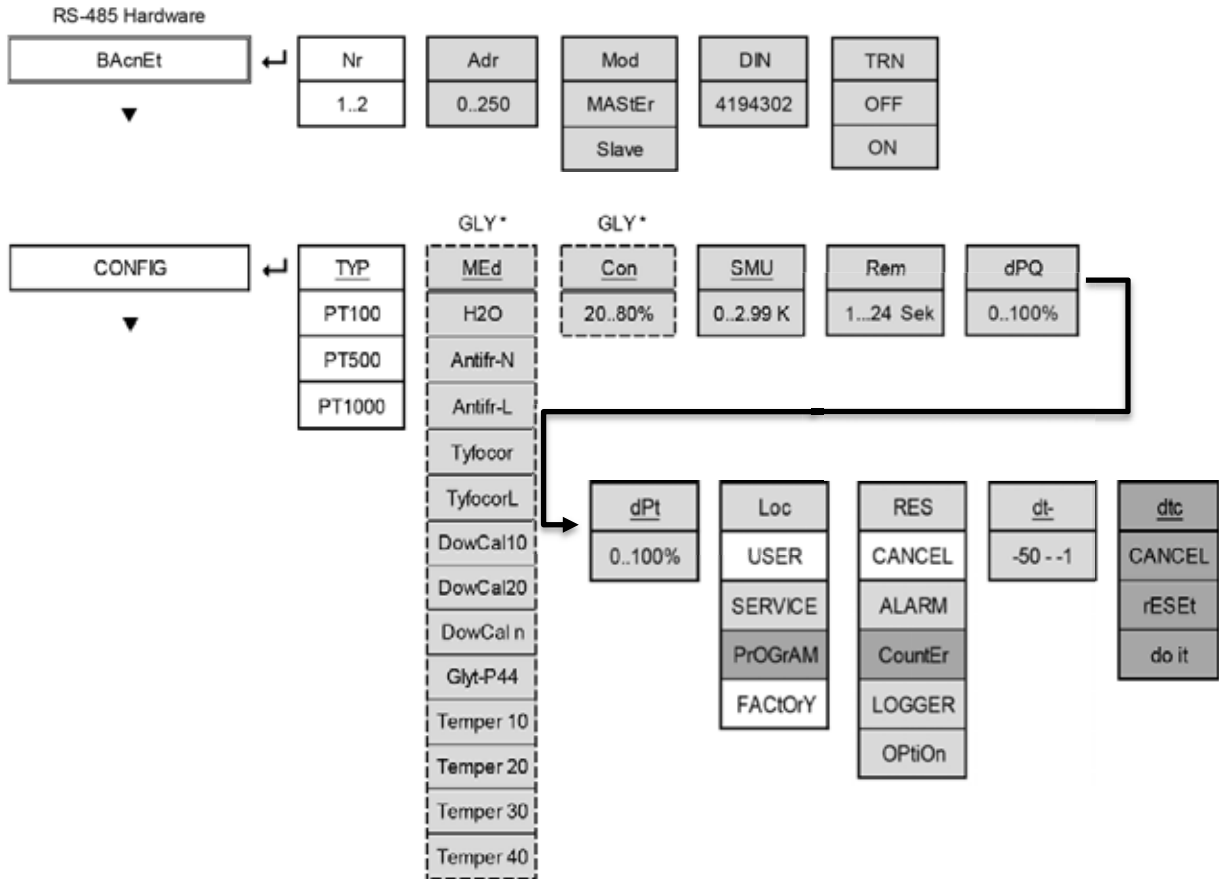 RS-485 Hardware
BAcnEt
Nr
1..2
Adr
0..250
Mod
MAStEr
Slave
DIN
4194302
TRN
OFF
ON
CONFIG
TYP
PT100
PT500
PT1000
GLY *
MEd
H2O
Antifr-N
Antifr-L
Tyfocor
TyfocorL
DowCal10
DowCal20
DowCal n
Glyt-P44
Temper 10
Temper 20
Temper 30
Temper 40
GLY *
Con
20..80%
SMU
0..2.99 K
Rem
1...24 Sek
dPQ
0..100%
dPt
0..100%
Loc
USER
SERVICE
PrOGrAM
FACtOrY
RES
CANCEL
ALARM
CountEr
LOGGER
OPtiOn
dt-
-50 - -1
dtc
CANCEL
rESEt
do it